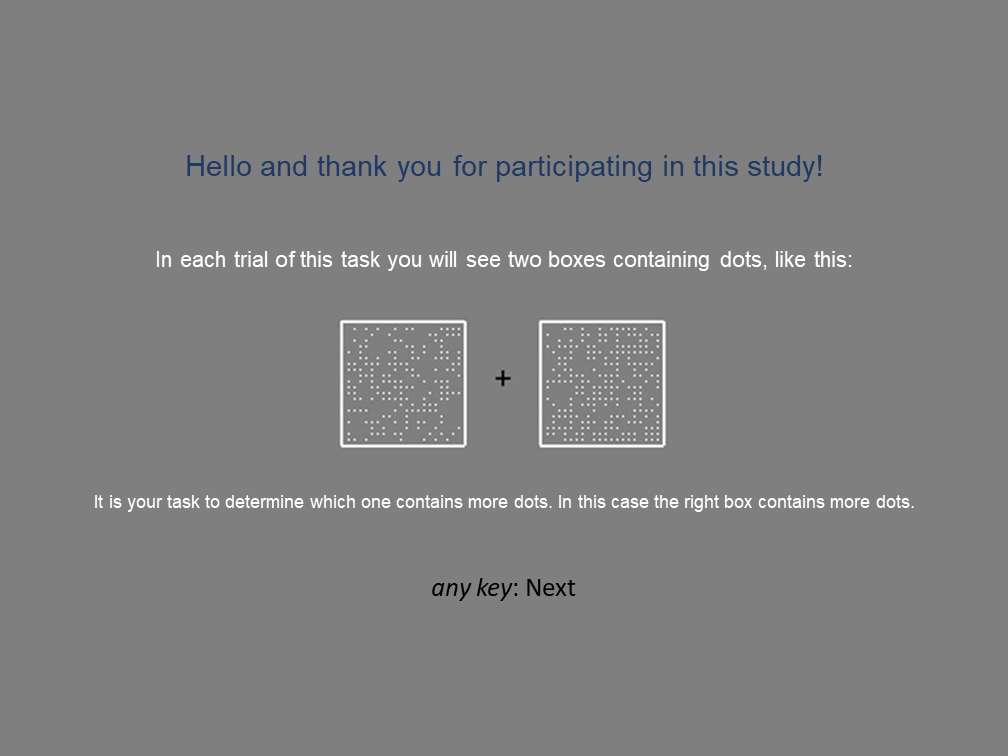 Hello and thank you for participating in this study!
In each trial of this task you will see two boxes containing dots, like this:
+
It is your task to determine which one contains more dots. In this case the right box contains more dots.
any key: Next